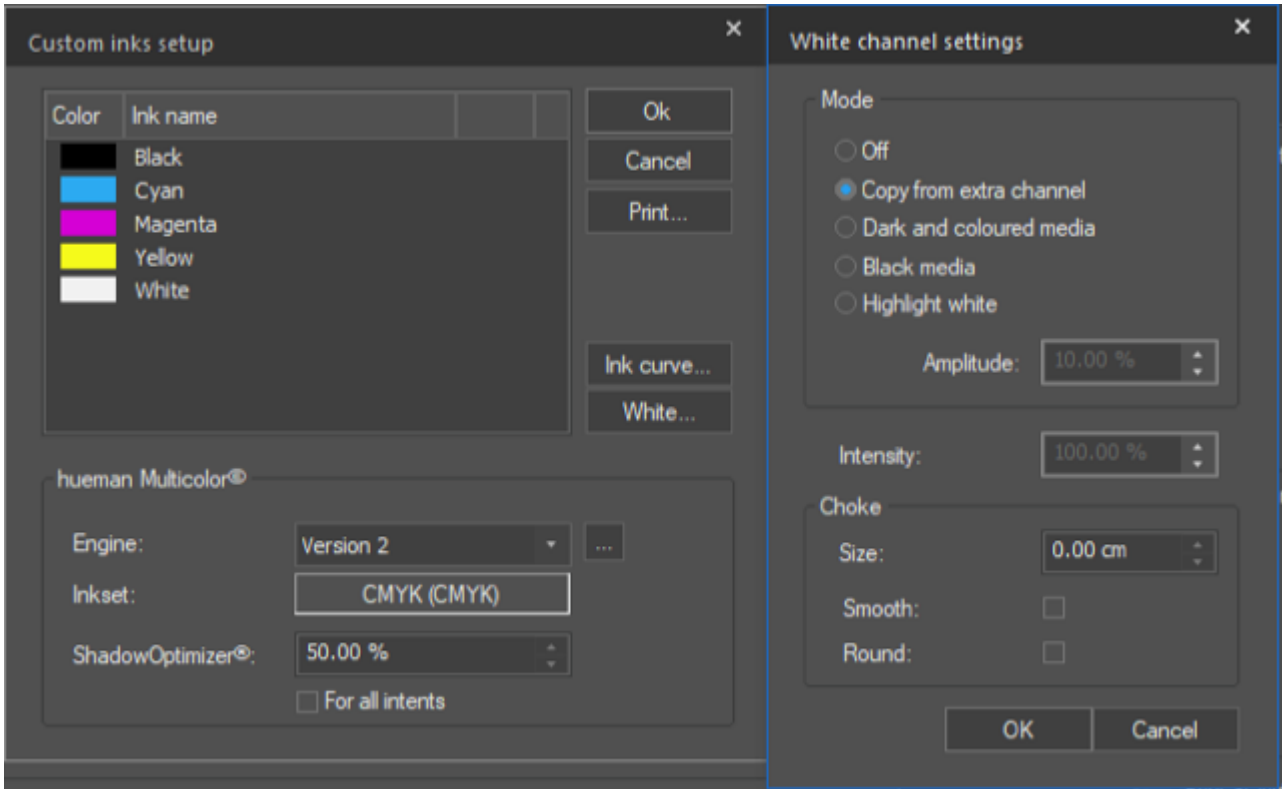 Custom inks setup
Color Ink name
Black
Cyan
Magenta
Yellow
White
Ok
Cancel
Print...
Ink curve...
White...
hueman Multicolor®
Engine: Version 2 ...
Inkset: CMYK (CMYK)
ShadowOptimizer®: 50.00 %
For all intents
White channel settings
Mode
Off
Copy from extra channel
Dark and coloured media
Black media
Highlight white
Amplitude: 10.00 %
Intensity: 100.00 %
Choke
Size: 0.00 cm
Smooth:
Round:
OK Cancel